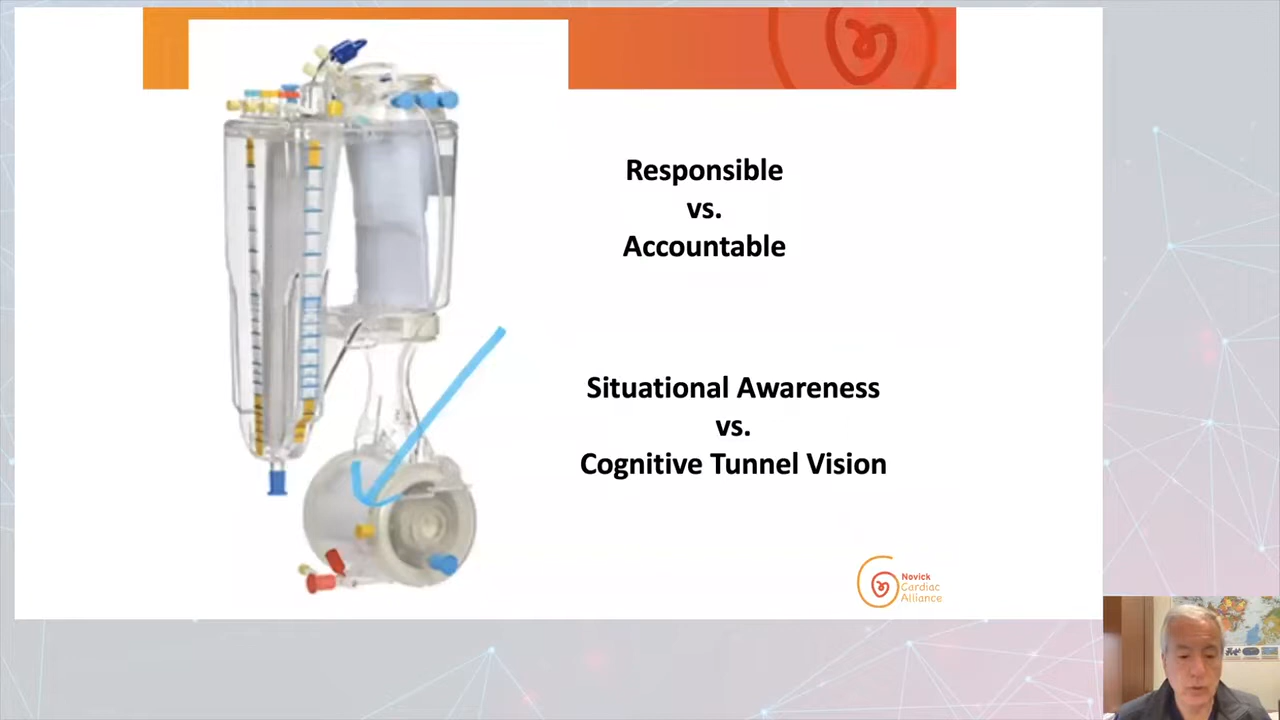 Responsible
vs.
Accountable
Situational Awareness
vs.
Cognitive Tunnel Vision
Novick
Cardiac
Alliance